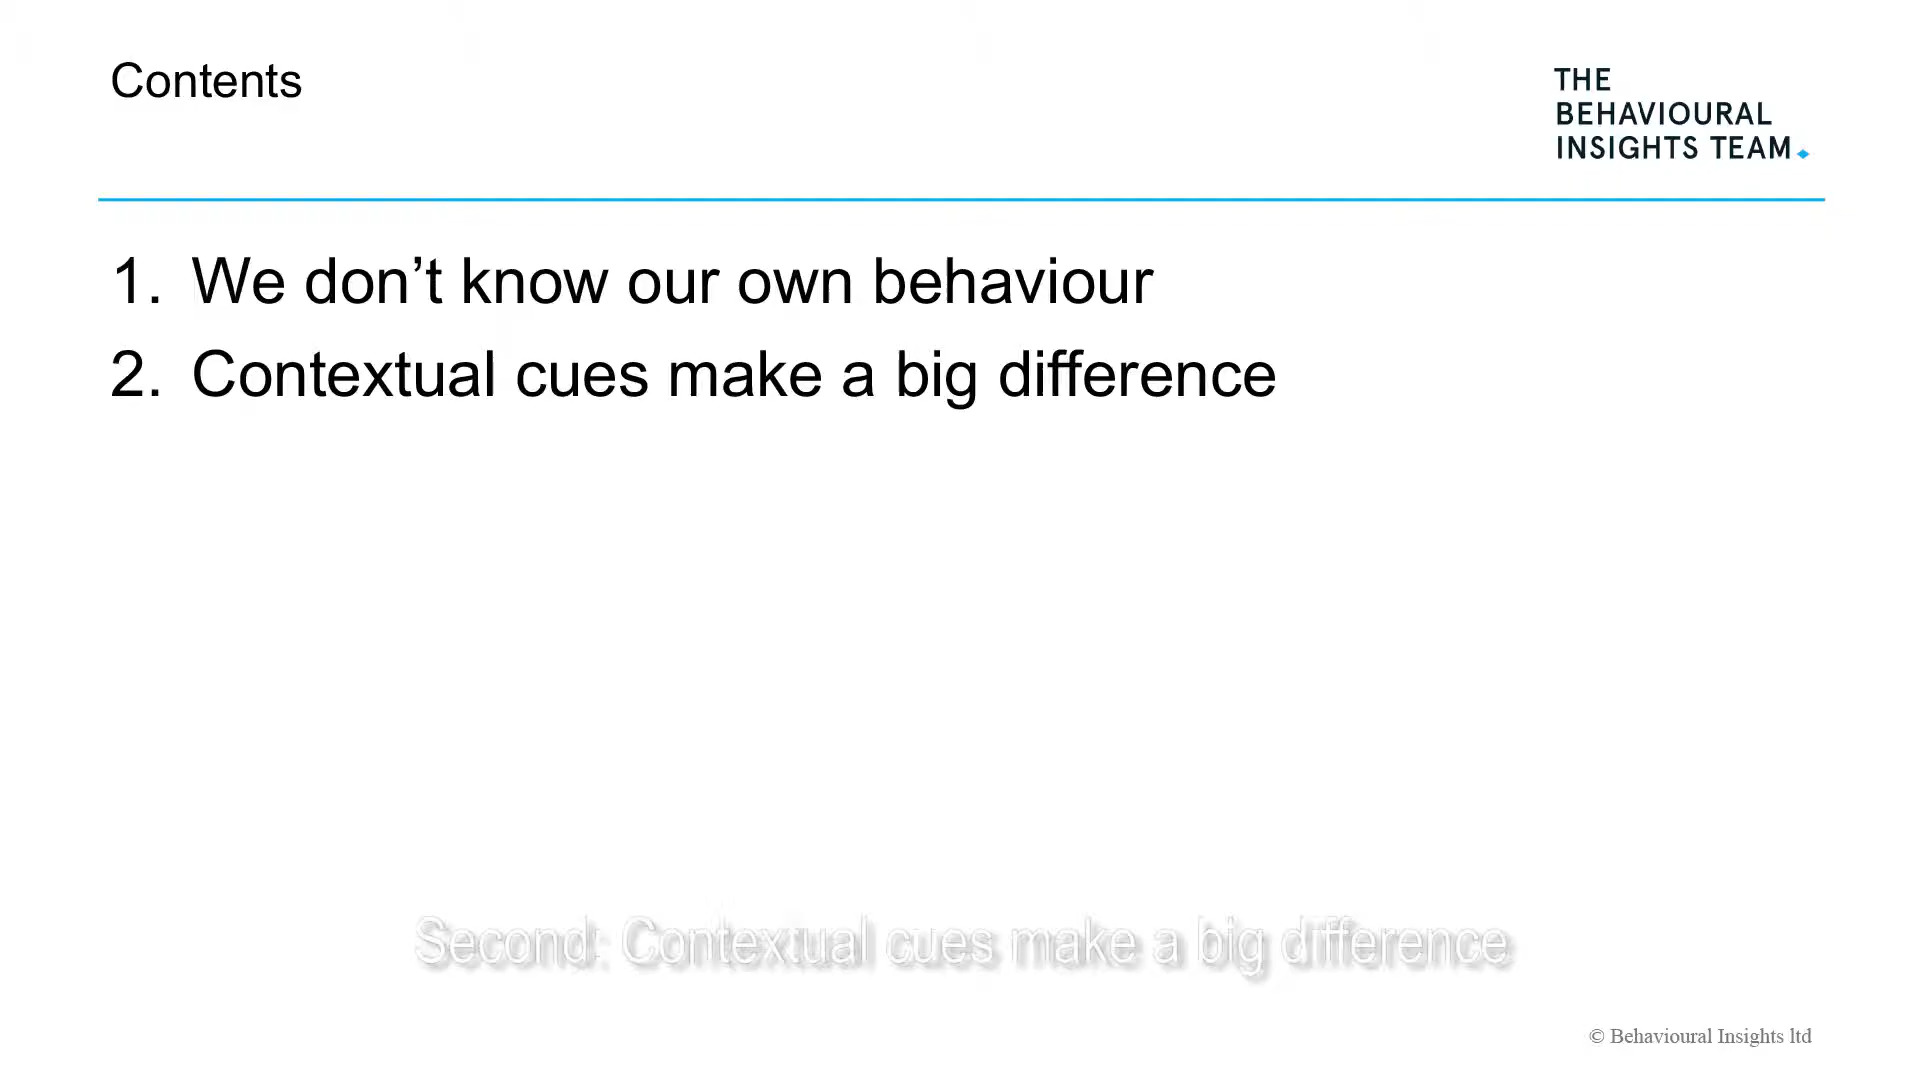 Contents
THE
BEHAVIOURAL
INSIGHTS TEAM
1. We don’t know our own behaviour
2. Contextual cues make a big difference
Second: Contextual cues make a big difference
© Behavioural Insights ltd